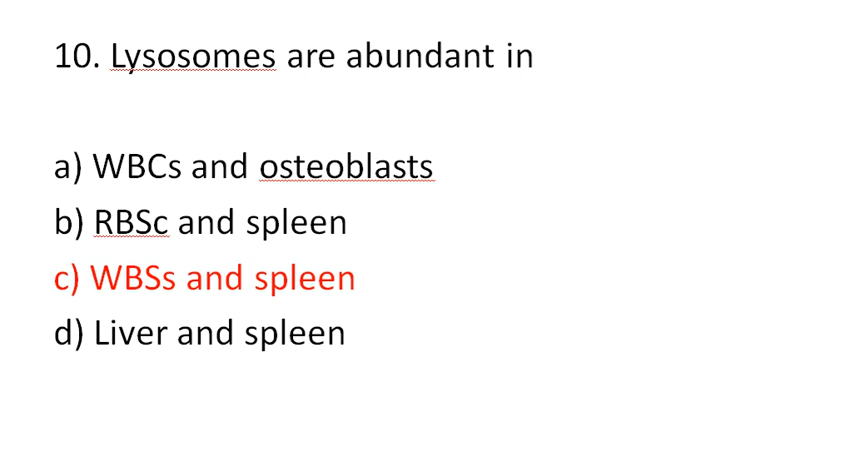 10. Lysosomes are abundant in
a) WBCs and osteoblasts
b) RBSc and spleen
c) WBSs and spleen
d) Liver and spleen